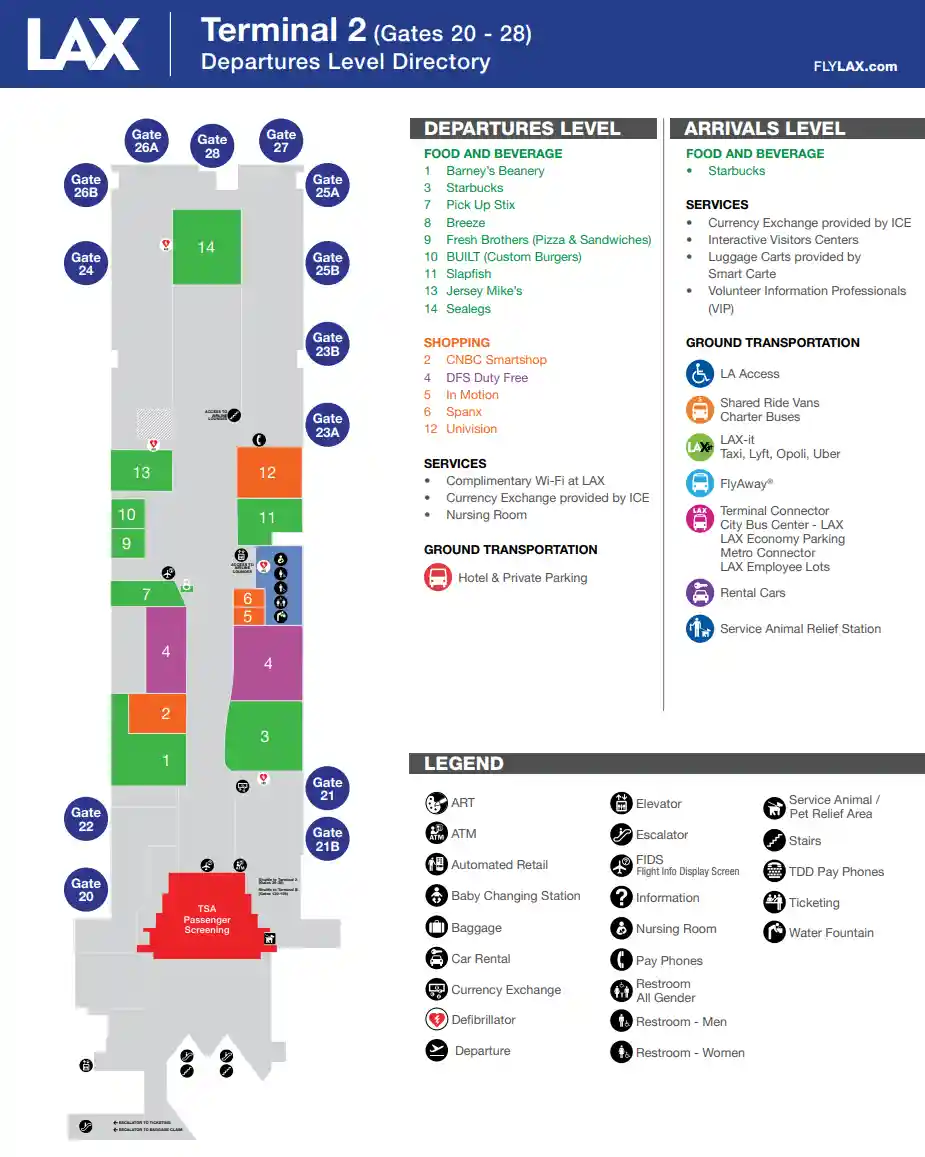 LAX
Terminal 2 (Gates 20 - 28)
Departures Level Directory
FLYLAX.com
Gate
26A
Gate
28
Gate
27
Gate
26B
Gate
25A
14
Gate
24
Gate
25B
Gate
23B
ACCESS TO
AIRLINE
LOUNGES
Gate
23A
13
12
10
11
9
ACCESS TO
AIRLINE
LOUNGES
8
7
6
5
4
4
2
3
1
Gate
21
Gate
22
Gate
21B
ATM
Shuttle to Terminal 3
Shuttle to Terminal B
Gate
20
TSA
Passenger
Screening
ESCALATOR TO TICKETING
ESCALATOR TO BAGGAGE CLAIM
DEPARTURES LEVEL
FOOD AND BEVERAGE
1 Barney's Beanery
3 Starbucks
7 Pick Up Stix
8 Breeze
9 Fresh Brothers (Pizza & Sandwiches)
10 BUILT (Custom Burgers)
11 Slapfish
13 Jersey Mike's
14 Sealegs
SHOPPING
2 CNBC Smartshop
4 DFS Duty Free
5 In Motion
6 Spanx
12 Univision
SERVICES
• Complimentary Wi-Fi at LAX
• Currency Exchange provided by ICE
• Nursing Room
GROUND TRANSPORTATION
Hotel & Private Parking
ARRIVALS LEVEL
FOOD AND BEVERAGE
• Starbucks
SERVICES
• Currency Exchange provided by ICE
• Interactive Visitors Centers
• Luggage Carts provided by
Smart Carte
• Volunteer Information Professionals
(VIP)
GROUND TRANSPORTATION
LA Access
Shared Ride Vans
Charter Buses
LAX-it
Taxi, Lyft, Opoli, Uber
FlyAway®
LAX
Terminal Connector
City Bus Center - LAX
LAX Economy Parking
Metro Connector
LAX Employee Lots
Rental Cars
Service Animal Relief Station
LEGEND
ART
ATM
Automated Retail
Baby Changing Station
Baggage
Car Rental
Currency Exchange
Defibrillator
Departure
Elevator
Escalator
FIDS
Flight Info Display Screen
Information
Nursing Room
Pay Phones
Restroom
All Gender
Restroom - Men
Restroom - Women
Service Animal /
Pet Relief Area
Stairs
TDD Pay Phones
Ticketing
Water Fountain